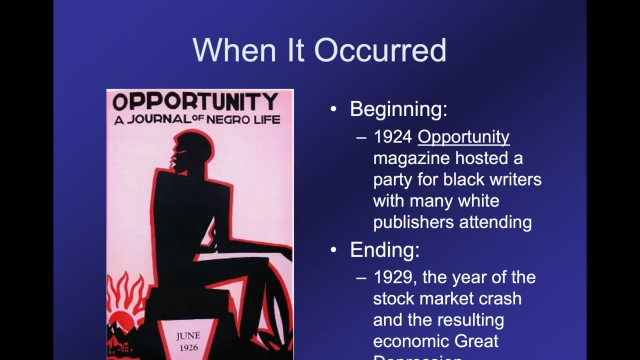 When It Occurred
OPPORTUNITY
A JOURNAL OF NEGRO LIFE
JUNE
1926
• Beginning:
– 1924 Opportunity
magazine hosted a
party for black writers
with many white
publishers attending
• Ending:
– 1929, the year of the
stock market crash
and the resulting
economic Great
Depression